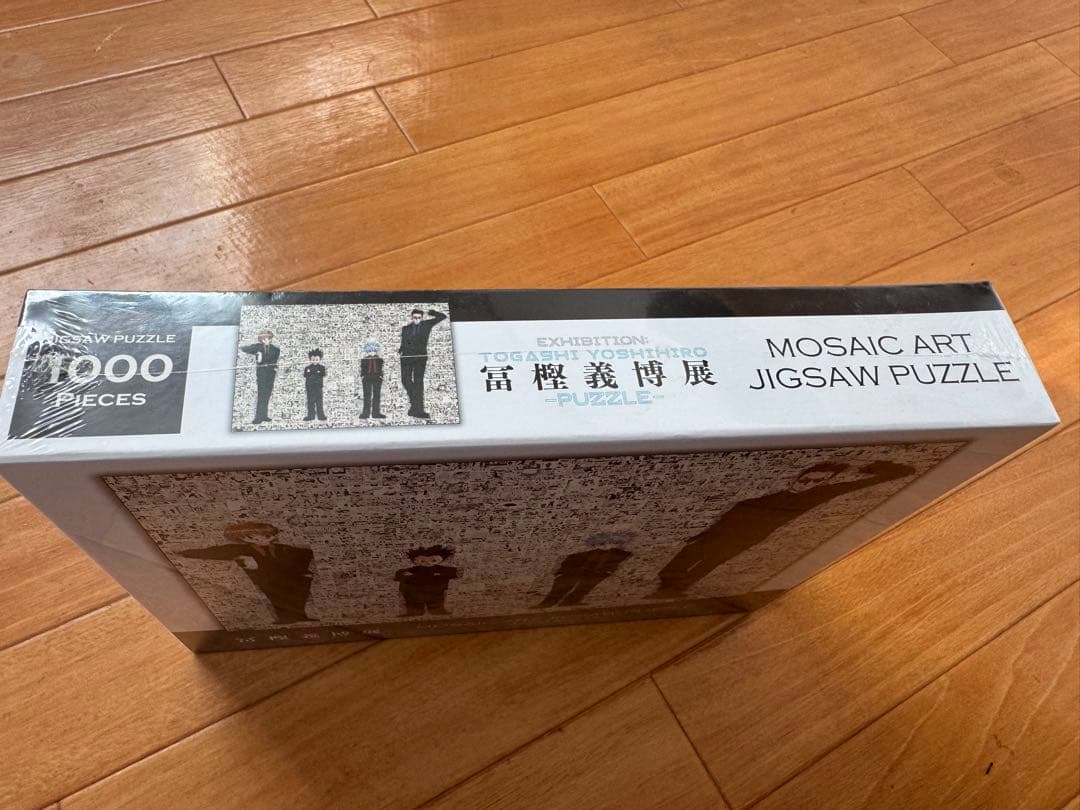 JIGSAW PUZZLE
1000
PIECES
EXHIBITION:
TOGASHI YOSHIHIRO
冨樫義博展
-PUZZLE-
MOSAIC ART
JIGSAW PUZZLE